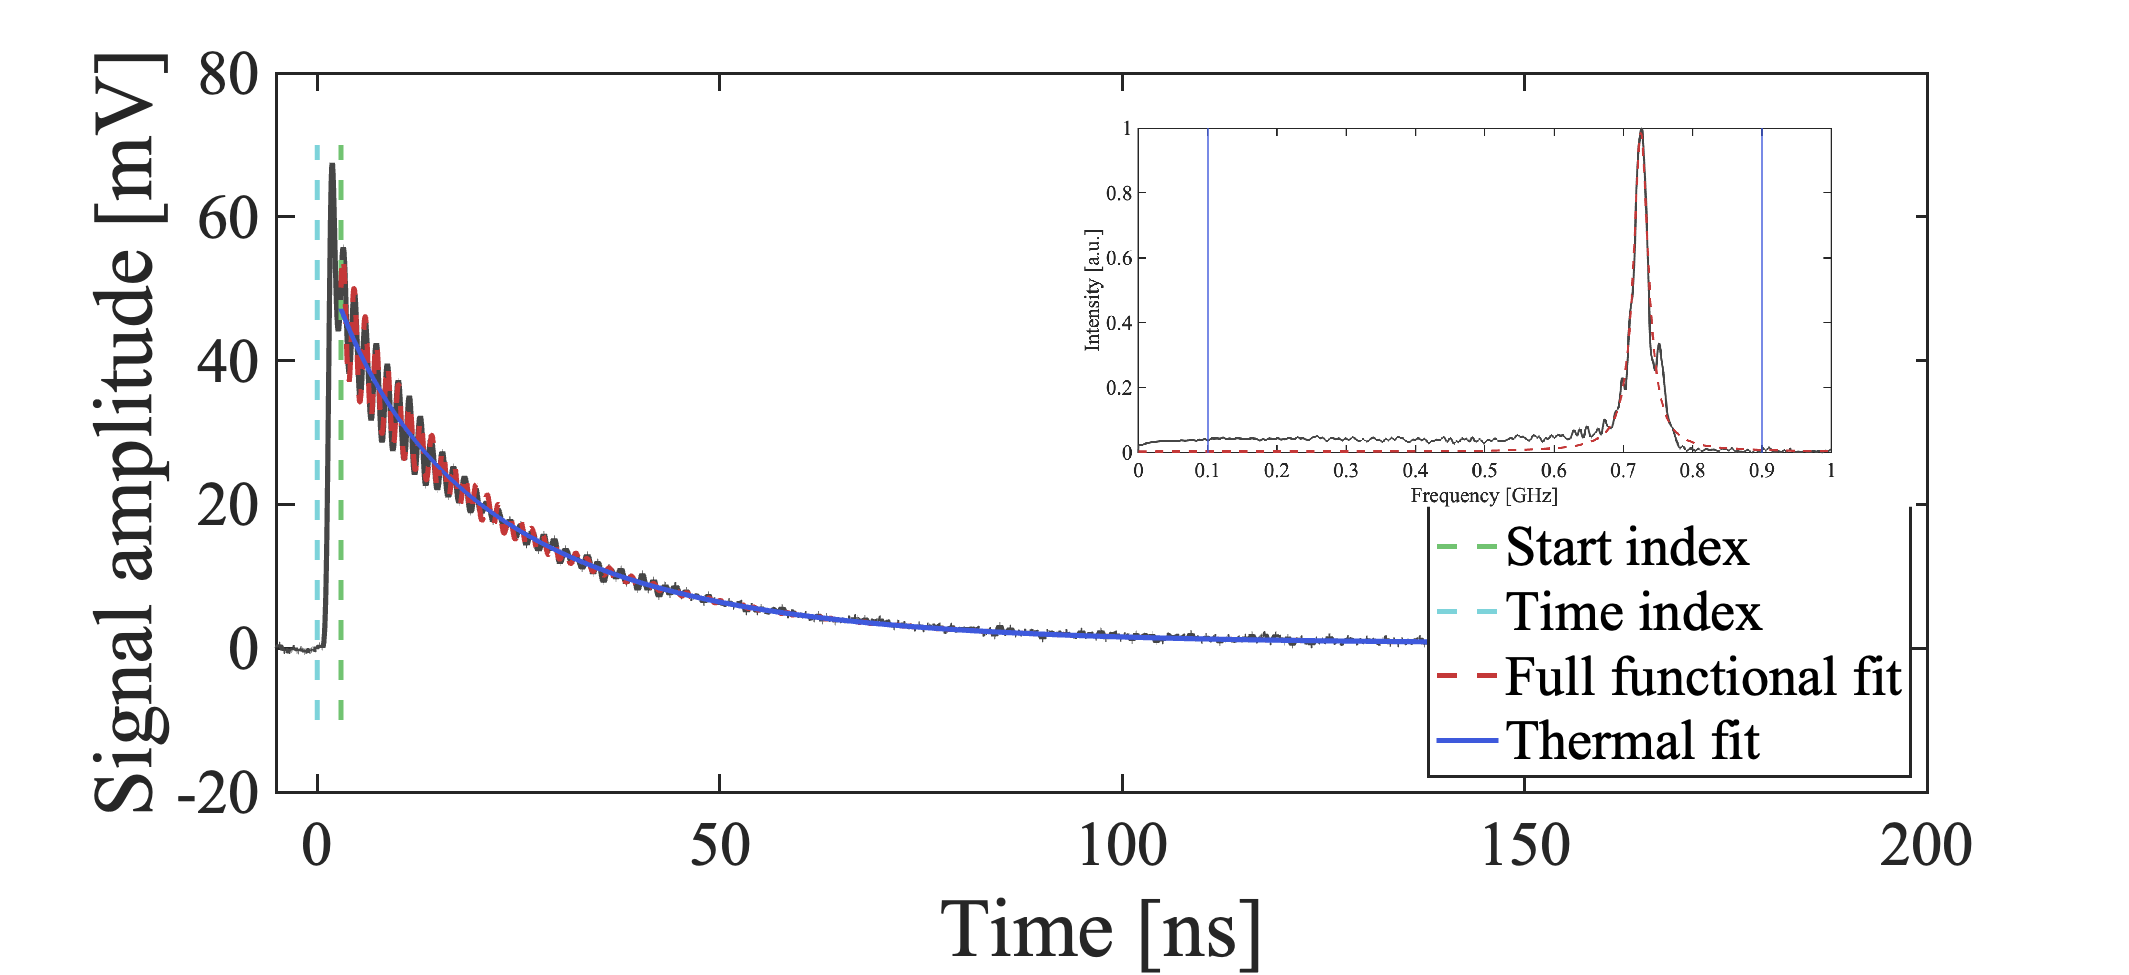 Signal amplitude [mV]
80
60
40
20
0
-20
0 50 100 150 200
Time [ns]
Intensity [a.u.]
1
0.8
0.6
0.4
0.2
0
0 0.1 0.2 0.3 0.4 0.5 0.6 0.7 0.8 0.9 1
Frequency [GHz]
Start index
Time index
Full functional fit
Thermal fit